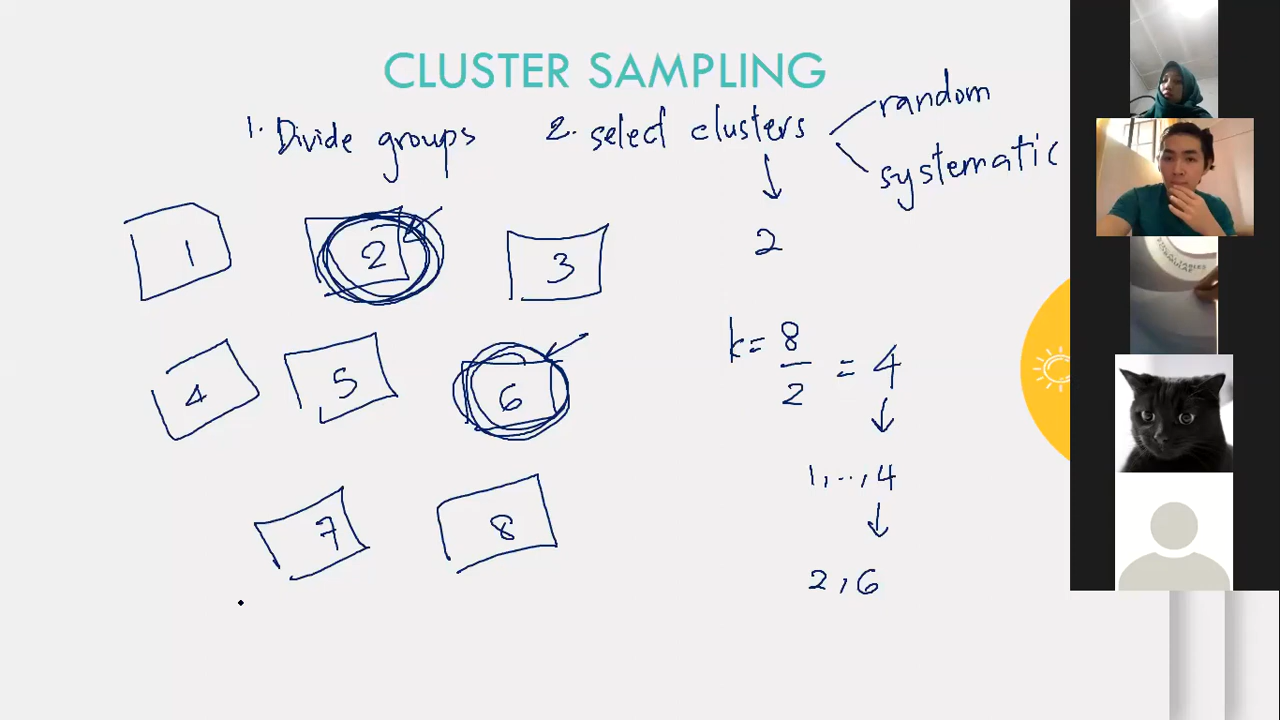 CLUSTER SAMPLING
1. Divide groups
2. select clusters
random
systematic
2
1
2
3
k = 8/2 = 4
4
5
6
1, ..., 4
7
8
2, 6